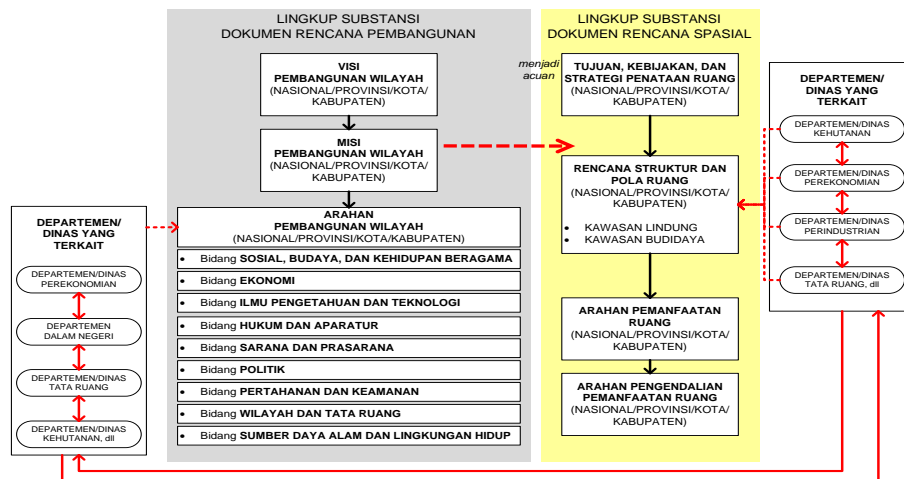 LINGKUP SUBSTANSI
DOKUMEN RENCANA PEMBANGUNAN
VISI
PEMBANGUNAN WILAYAH
(NASIONAL/PROVINSI/KOTA/
KABUPATEN)
MISI
PEMBANGUNAN WILAYAH
(NASIONAL/PROVINSI/KOTA/
KABUPATEN)
ARAHAN
PEMBANGUNAN WILAYAH
(NASIONAL/PROVINSI/KOTA/KABUPATEN)
• Bidang SOSIAL, BUDAYA, DAN KEHIDUPAN BERAGAMA
• Bidang EKONOMI
• Bidang ILMU PENGETAHUAN DAN TEKNOLOGI
• Bidang HUKUM DAN APARATUR
• Bidang SARANA DAN PRASARANA
• Bidang POLITIK
• Bidang PERTAHANAN DAN KEAMANAN
• Bidang WILAYAH DAN TATA RUANG
• Bidang SUMBER DAYA ALAM DAN LINGKUNGAN HIDUP
DEPARTEMEN/
DINAS YANG
TERKAIT
DEPARTEMEN/DINAS
PEREKONOMIAN
DEPARTEMEN
DALAM NEGERI
DEPARTEMEN/DINAS
TATA RUANG
DEPARTEMEN/DINAS
KEHUTANAN, dll
LINGKUP SUBSTANSI
DOKUMEN RENCANA SPASIAL
menjadi
acuan
TUJUAN, KEBIJAKAN, DAN
STRATEGI PENATAAN RUANG
(NASIONAL/PROVINSI/KOTA/
KABUPATEN)
RENCANA STRUKTUR DAN
POLA RUANG
(NASIONAL/PROVINSI/KOTA/
KABUPATEN)
• KAWASAN LINDUNG
• KAWASAN BUDIDAYA
ARAHAN PEMANFAATAN
RUANG
(NASIONAL/PROVINSI/KOTA/
KABUPATEN)
ARAHAN PENGENDALIAN
PEMANFAATAN RUANG
(NASIONAL/PROVINSI/KOTA/
KABUPATEN)
DEPARTEMEN/
DINAS YANG
TERKAIT
DEPARTEMEN/DINAS
KEHUTANAN
DEPARTEMEN/DINAS
PEREKONOMIAN
DEPARTEMEN/DINAS
PERINDUSTRIAN
DEPARTEMEN/DINAS
TATA RUANG, dll